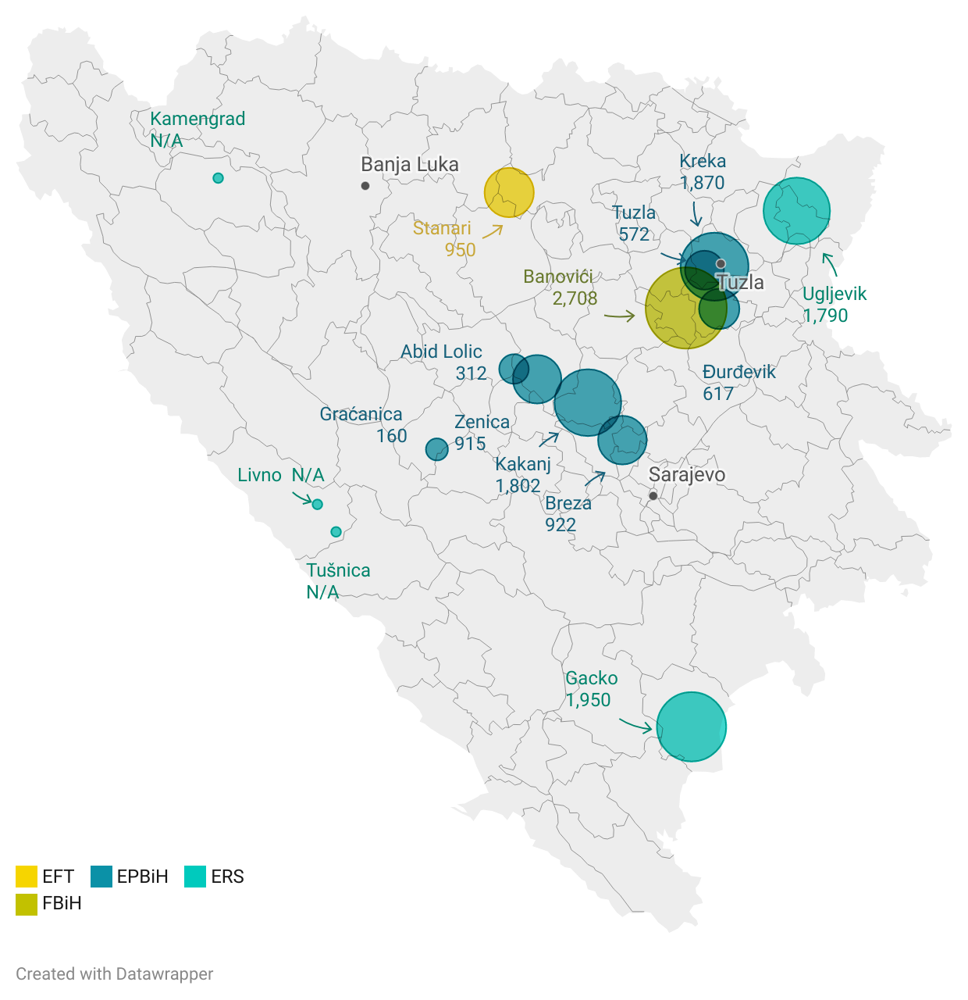 Kamengrad
N/A
Banja Luka
Kreka
1,870
Tuzla
572
Stanari
950
Banovići
2,708
Tuzla
Ugljevik
1,790
Abid Lolic
312
Đurđevik
617
Graćanica
160
Zenica
915
Kakanj
1,802
Livno N/A
Sarajevo
Breza
922
Tušnica
N/A
Gacko
1,950
EFT EPBiH ERS
FBiH
Created with Datawrapper